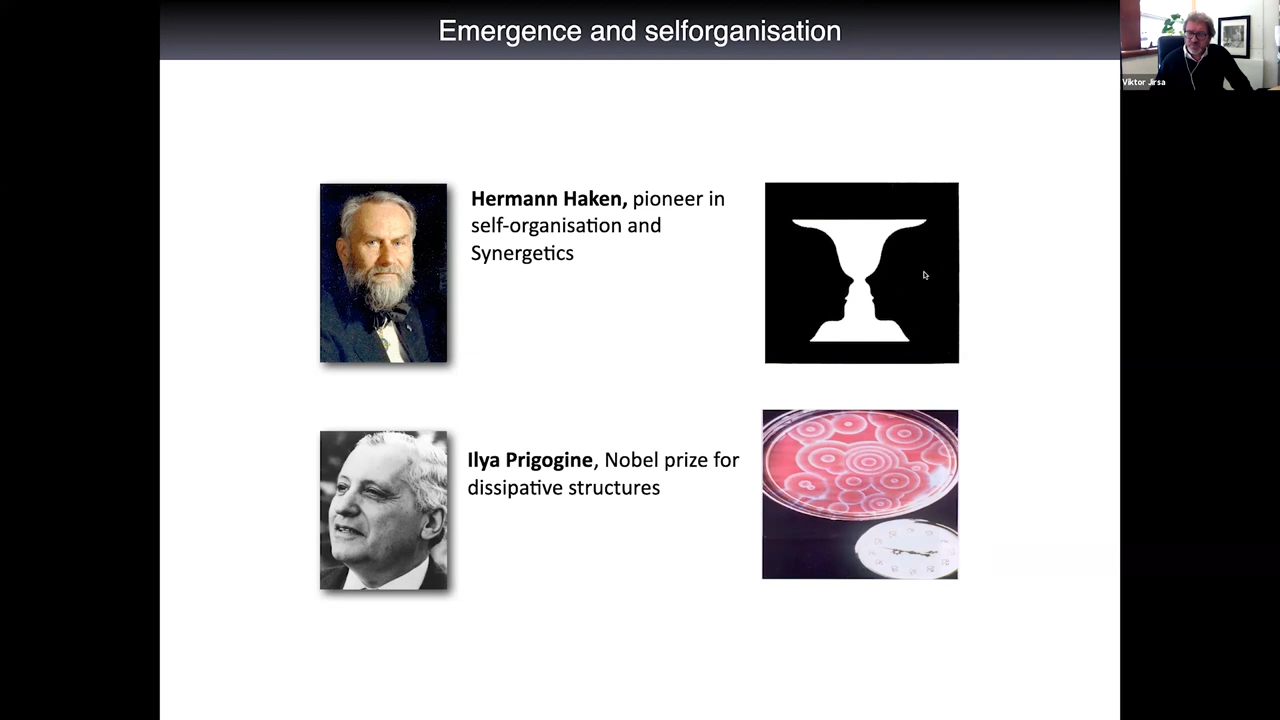 Emergence and selforganisation
Viktor Jirsa
Hermann Haken, pioneer in
self-organisation and
Synergetics
Ilya Prigogine, Nobel prize for
dissipative structures